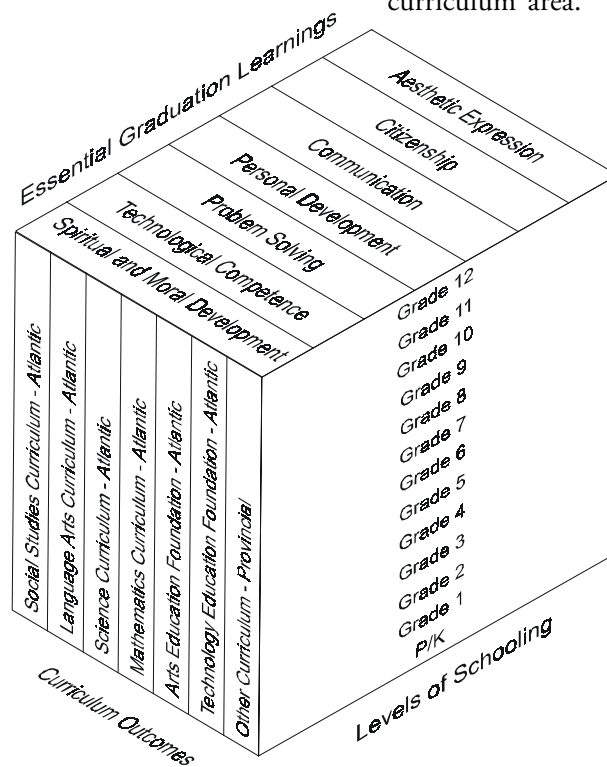 curriculum area.
Essential Graduation Learnings
Aesthetic Expression
Citizenship
Communication
Personal Development
Problem Solving
Technological Competence
Spiritual and Moral Development
Social Studies Curriculum - Atlantic
Language Arts Curriculum - Atlantic
Science Curriculum - Atlantic
Mathematics Curriculum - Atlantic
Arts Education Foundation - Atlantic
Technology Education Foundation - Atlantic
Other Curriculum - Provincial
Curriculum Outcomes
Grade 12
Grade 11
Grade 10
Grade 9
Grade 8
Grade 7
Grade 6
Grade 5
Grade 4
Grade 3
Grade 2
Grade 1
P/K
Levels of Schooling